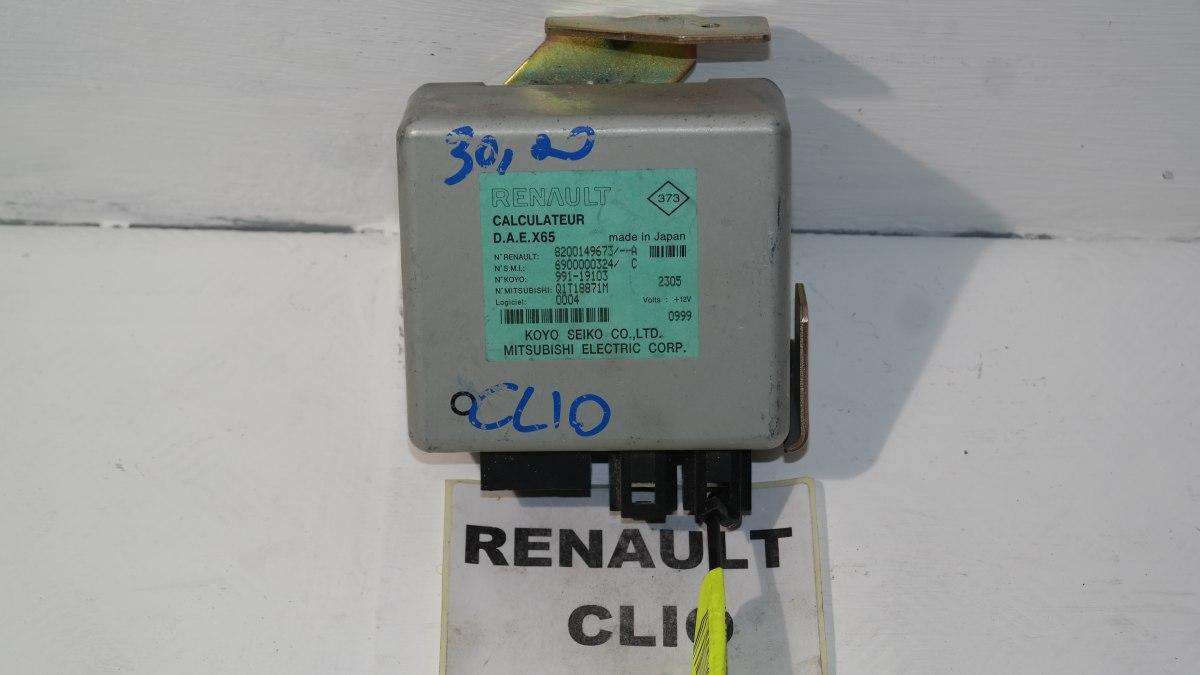 30,20
RENAULT
373
CALCULATEUR
D.A.E.X65 made in Japan
N°RENAULT: 8200149673/--A
N°S.M.I.: 6900000324/ C
N°KOYO: 991-19103 2305
N°MITSUBISHI: Q1T18871M
Logiciel: 0004 Volts : +12V
0999
KOYO SEIKO CO.,LTD.
MITSUBISHI ELECTRIC CORP.
CLIO
RENAULT
CLIO